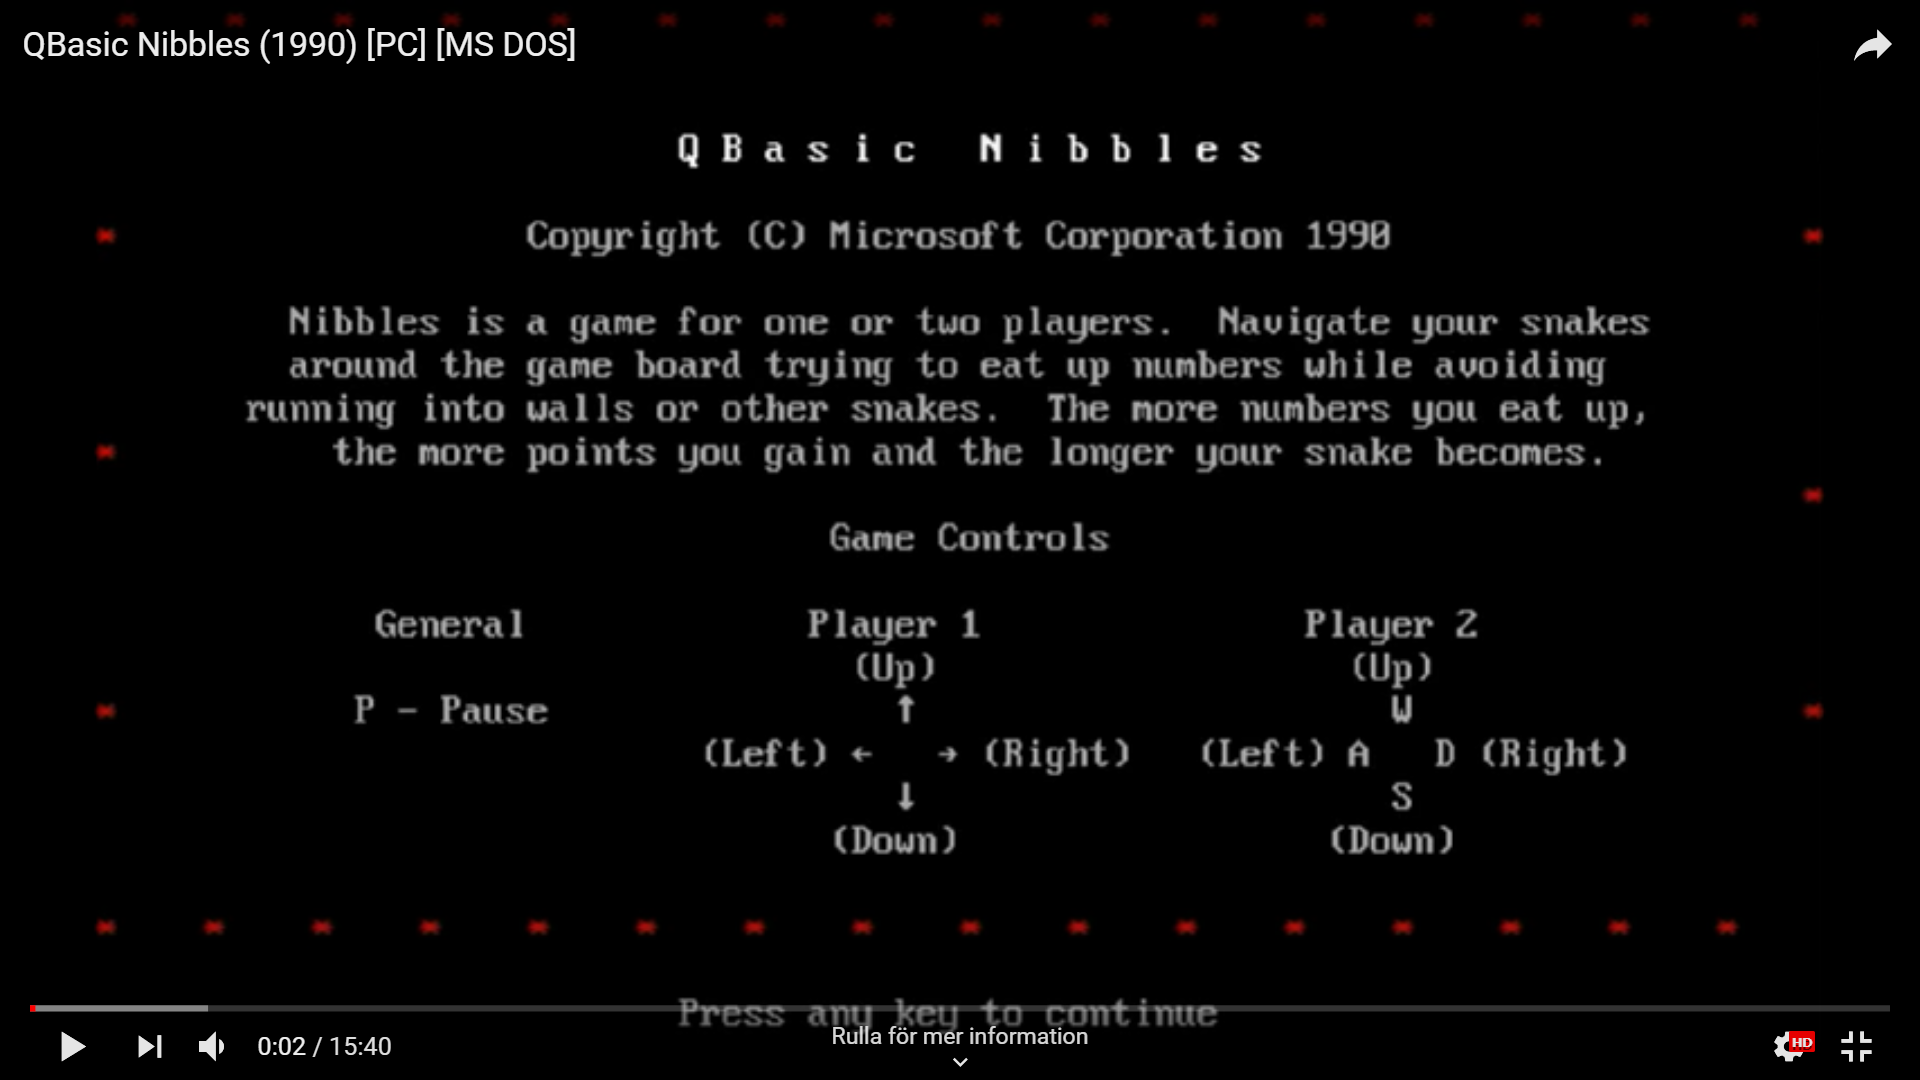 QBasic Nibbles (1990) [PC] [MS DOS]
Q B a s i c   N i b b l e s
Copyright (C) Microsoft Corporation 1990
Nibbles is a game for one or two players.  Navigate your snakes
around the game board trying to eat up numbers while avoiding
running into walls or other snakes.  The more numbers you eat up,
the more points you gain and the longer your snake becomes.
Game Controls
General Player 1 Player 2
(Up) (Up)
P - Pause ↑ W
(Left) ← → (Right) (Left) A D (Right)
↓ S
(Down) (Down)
Press any key to continue
Rulla för mer information
0:02 / 15:40
HD